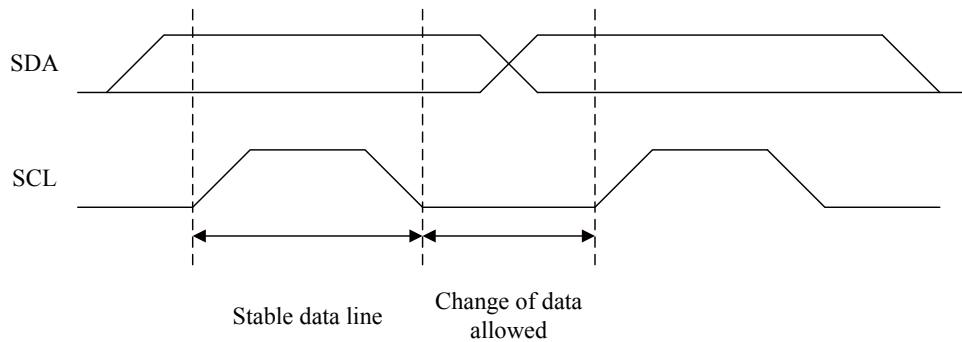 SDA
SCL
Stable data line
Change of data
allowed